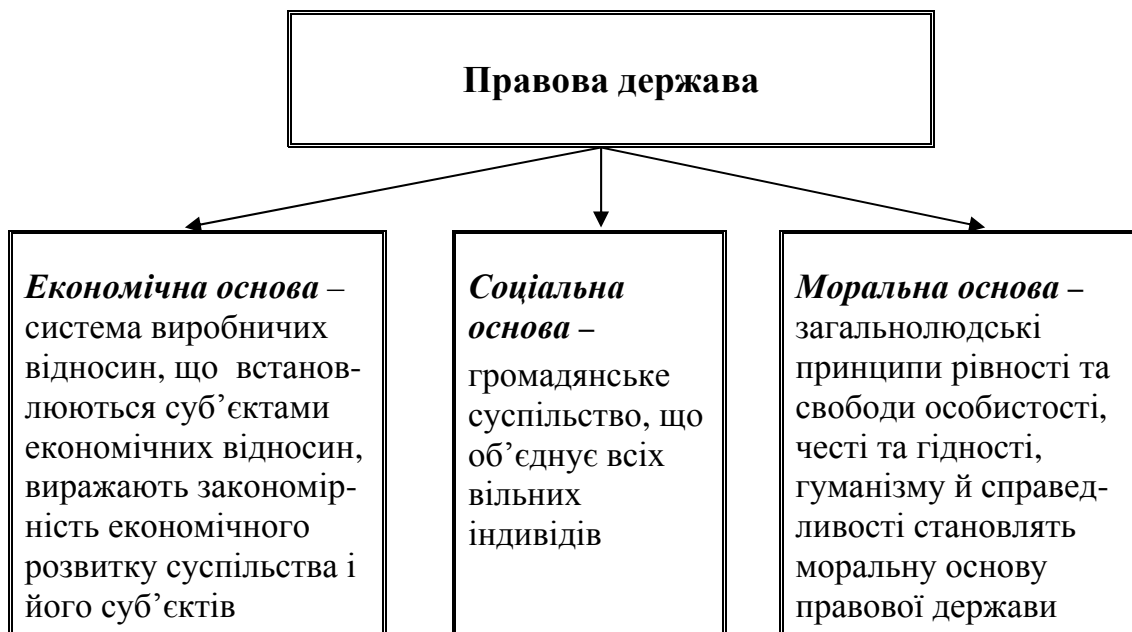 Правова держава
Економічна основа –
система виробничих
відносин, що встанов-
люються суб’єктами
економічних відносин,
виражають закономір-
ність економічного
розвитку суспільства і
його суб’єктів
Соціальна
основа –
громадянське
суспільство, що
об’єднує всіх
вільних
індивідів
Моральна основа –
загальнолюдські
принципи рівності та
свободи особистості,
честі та гідності,
гуманізму й справед-
ливості становлять
моральну основу
правової держави